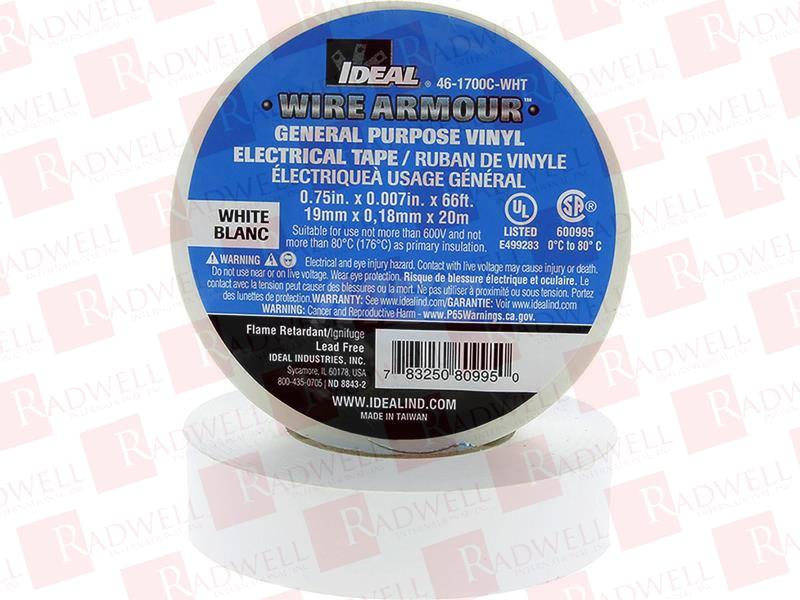 IDEAL ® 46-1700C-WHT
WIRE ARMOUR™
GENERAL PURPOSE VINYL
ELECTRICAL TAPE / RUBAN DE VINYLE
ÉLECTRIQUEÀ USAGE GÉNÉRAL
0.75in. x 0.007in. x 66ft.
19mm x 0,18mm x 20m
WHITE
BLANC
Suitable for use not more than 600V and not
more than 80°C (176°C) as primary insulation.
UL
LISTED
E499283
SA ®
600995
0°C to 80° C
WARNING Electrical and eye injury hazard. Contact with live voltage may cause injury or death.
Do not use near or on live voltage. Wear eye protection. Risque de blessure électrique et oculaire. Le
contact avec la tension peut causer des blessures ou la mort. Ne pas utiliser à proximité ou sous tension. Portez
des lunettes de protection. WARRANTY: See www.idealind.com/GARANTIE: Voir www.idealind.com
WARNING: Cancer and Reproductive Harm - www.P65Warnings.ca.gov.
Flame Retardant/Ignifuge
Lead Free
IDEAL INDUSTRIES, INC.
Sycamore, IL 60178, USA
800-435-0705 | ND 8843-2
7 83250 80995 0
WWW.IDEALIND.COM
MADE IN TAIWAN
RADWELL
INTERNATIONAL, INC.